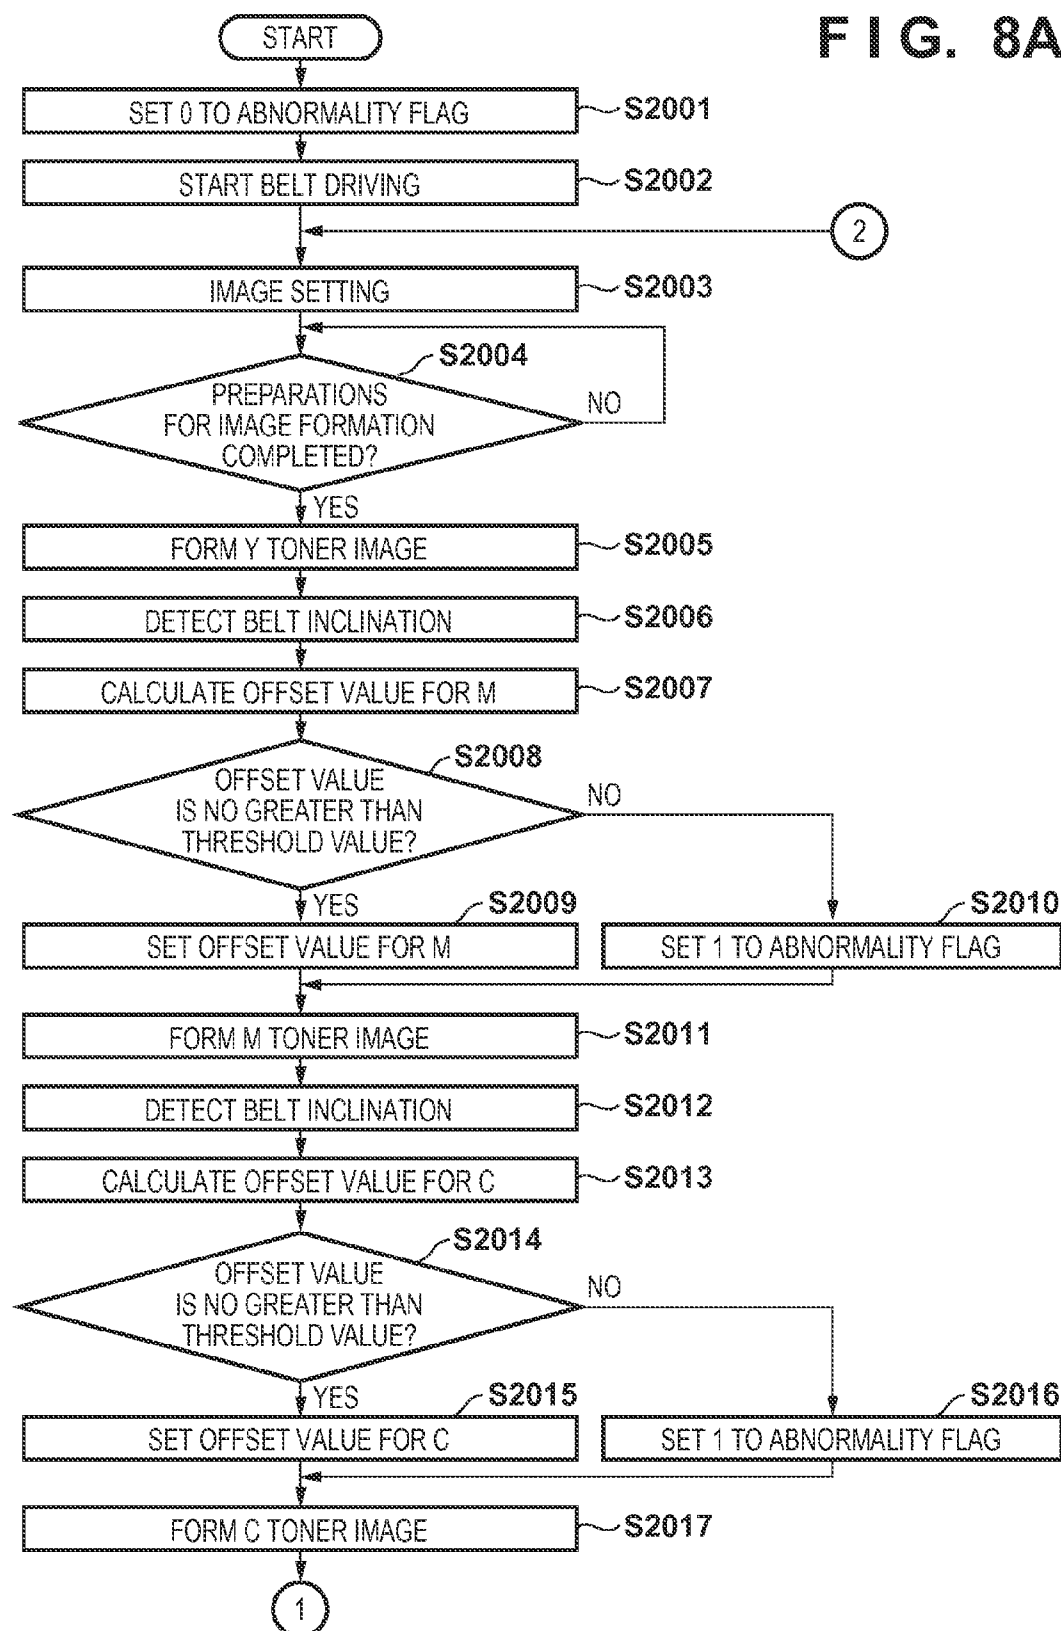 FIG. 8A
START
SET 0 TO ABNORMALITY FLAG
S2001
START BELT DRIVING
S2002
2
IMAGE SETTING
S2003
S2004
PREPARATIONS
FOR IMAGE FORMATION
COMPLETED?
NO
YES
FORM Y TONER IMAGE
S2005
DETECT BELT INCLINATION
S2006
CALCULATE OFFSET VALUE FOR M
S2007
S2008
OFFSET VALUE
IS NO GREATER THAN
THRESHOLD VALUE?
NO
YES
S2009
S2010
SET OFFSET VALUE FOR M
SET 1 TO ABNORMALITY FLAG
FORM M TONER IMAGE
S2011
DETECT BELT INCLINATION
S2012
CALCULATE OFFSET VALUE FOR C
S2013
S2014
OFFSET VALUE
IS NO GREATER THAN
THRESHOLD VALUE?
NO
YES
S2015
S2016
SET OFFSET VALUE FOR C
SET 1 TO ABNORMALITY FLAG
FORM C TONER IMAGE
S2017
1